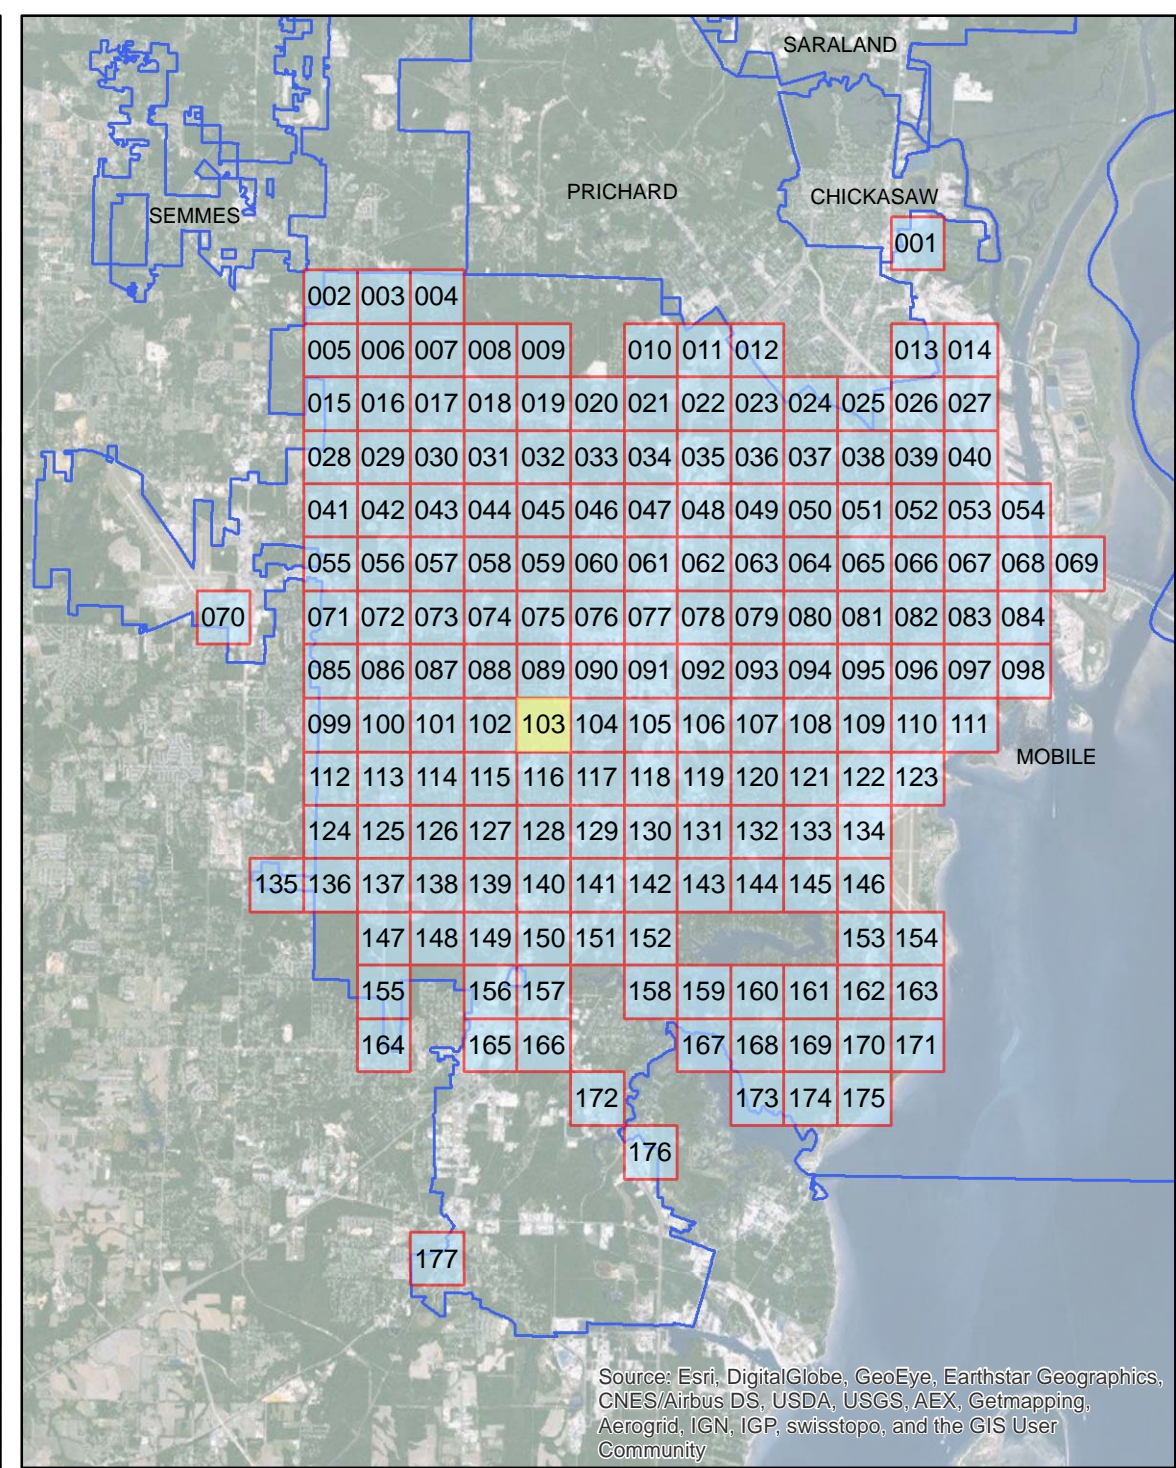 SARALAND
PRICHARD
CHICKASAW
SEMMES
001
002 003 004
005 006 007 008 009 010 011 012 013 014
015 016 017 018 019 020 021 022 023 024 025 026 027
028 029 030 031 032 033 034 035 036 037 038 039 040
041 042 043 044 045 046 047 048 049 050 051 052 053 054
055 056 057 058 059 060 061 062 063 064 065 066 067 068 069
070 071 072 073 074 075 076 077 078 079 080 081 082 083 084
085 086 087 088 089 090 091 092 093 094 095 096 097 098
099 100 101 102 103 104 105 106 107 108 109 110 111
MOBILE
112 113 114 115 116 117 118 119 120 121 122 123
124 125 126 127 128 129 130 131 132 133 134
135 136 137 138 139 140 141 142 143 144 145 146
147 148 149 150 151 152 153 154
155 156 157 158 159 160 161 162 163
164 165 166 167 168 169 170 171
172 173 174 175
176
177
Source: Esri, DigitalGlobe, GeoEye, Earthstar Geographics,
CNES/Airbus DS, USDA, USGS, AEX, Getmapping,
Aerogrid, IGN, IGP, swisstopo, and the GIS User
Community